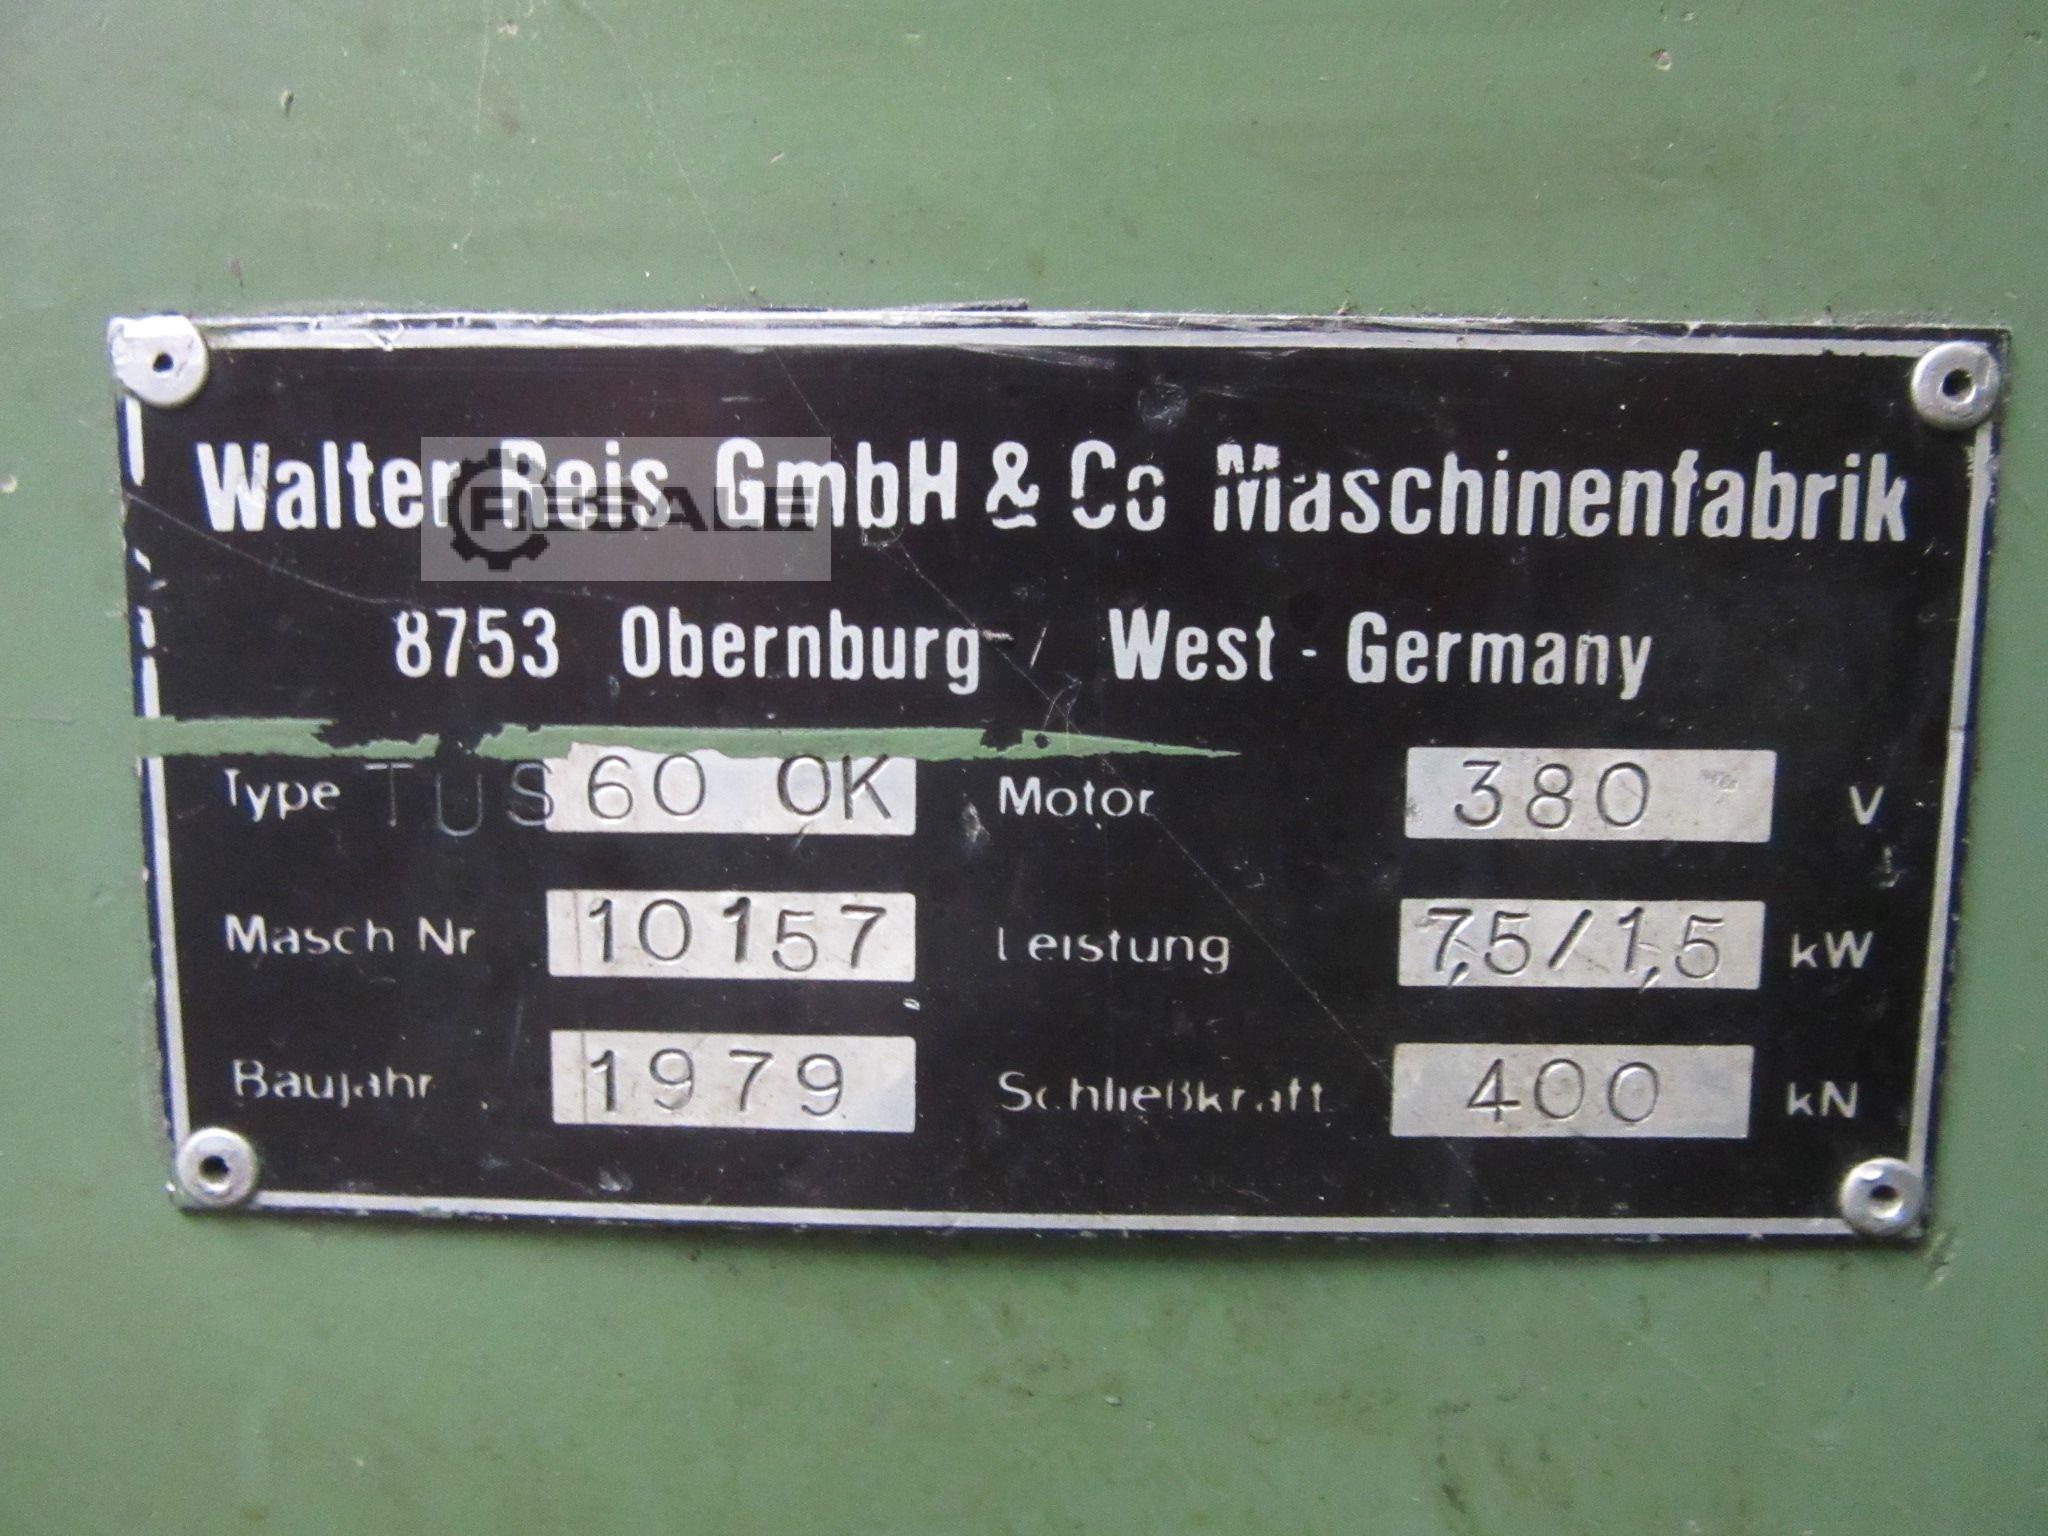 Walter Reis GmbH & Co Maschinenfabrik
RESALE
8753 Obernburg West-Germany
Type TUS 60 OK Motor 380 V
Masch Nr 10157 Leistung 7,5/1,5 kW
Baujahr 1979 Schließkraft 400 kN